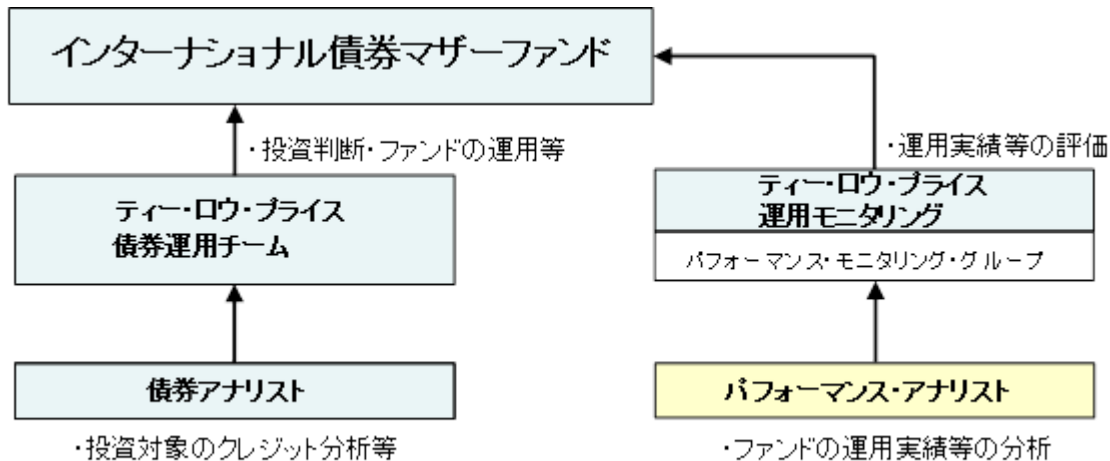 インターナショナル債券マザーファンド
・投資判断・ファンドの運用等
・運用実績等の評価
ティー・ロウ・プライス
債券運用チーム
ティー・ロウ・プライス
運用モニタリング
パフォーマンス・モニタリング・グループ
債券アナリスト
パフォーマンス・アナリスト
・投資対象のクレジット分析等
・ファンドの運用実績等の分析